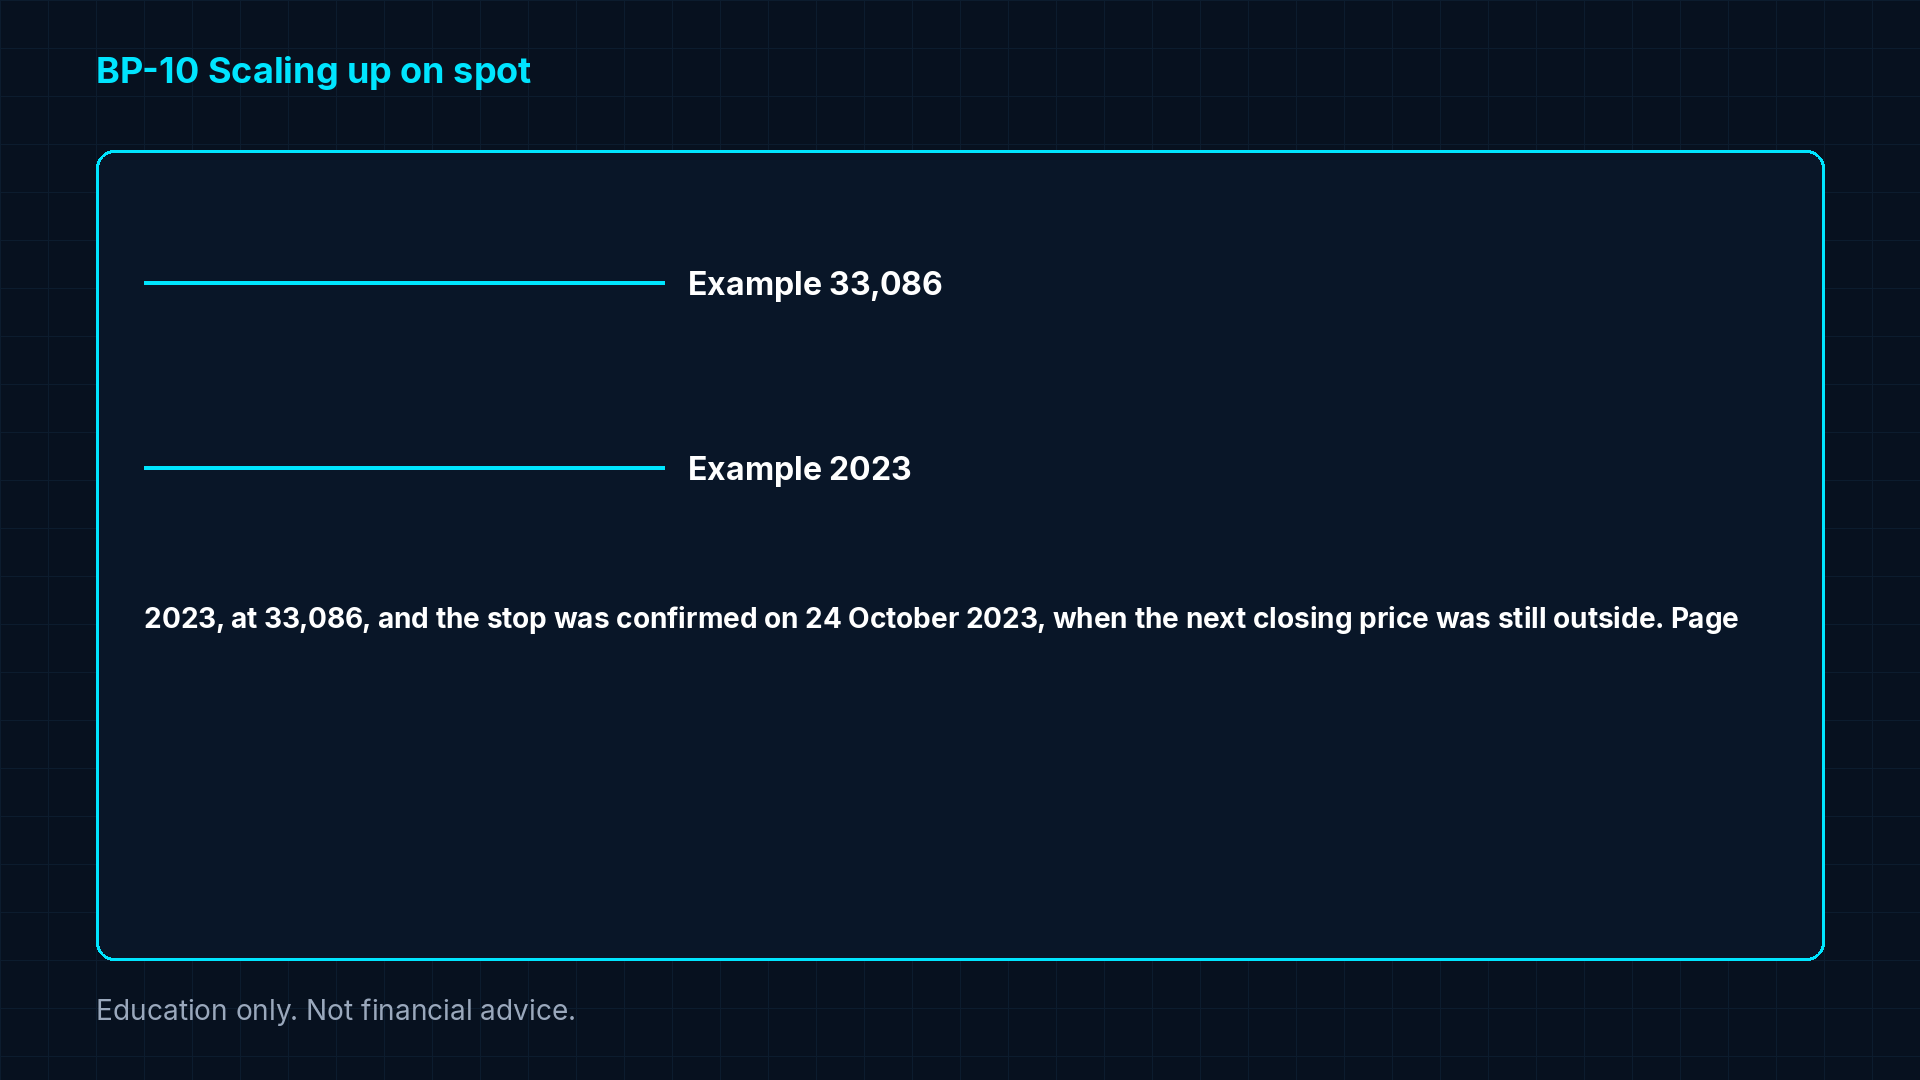 BP-10 Scaling up on spot
Example 33,086
Example 2023
2023, at 33,086, and the stop was confirmed on 24 October 2023, when the next closing price was still outside. Page
Education only. Not financial advice.